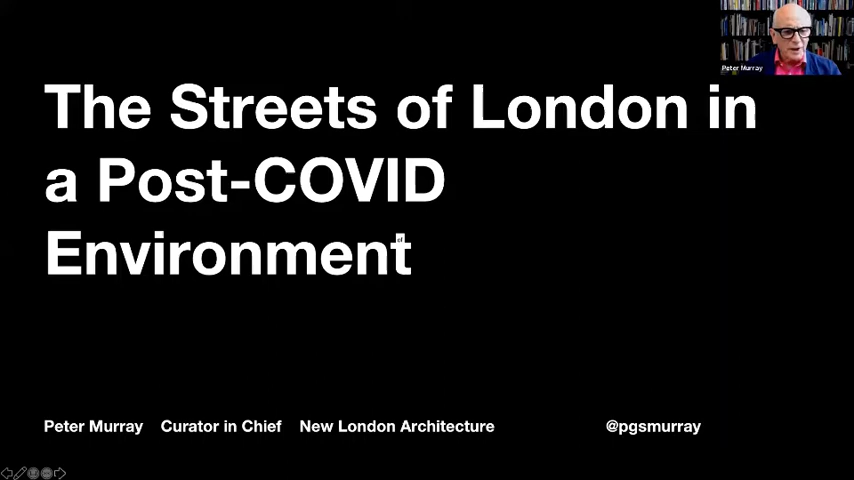 Peter Murray
The Streets of London in
a Post-COVID
Environment
Peter Murray Curator in Chief New London Architecture @pgsmurray